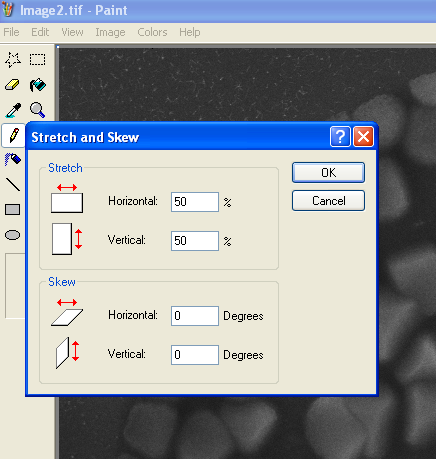 Image2.tif - Paint
File Edit View Image Colors Help
Stretch and Skew
Stretch
Horizontal: 50 %
Vertical: 50 %
OK
Cancel
Skew
Horizontal: 0 Degrees
Vertical: 0 Degrees